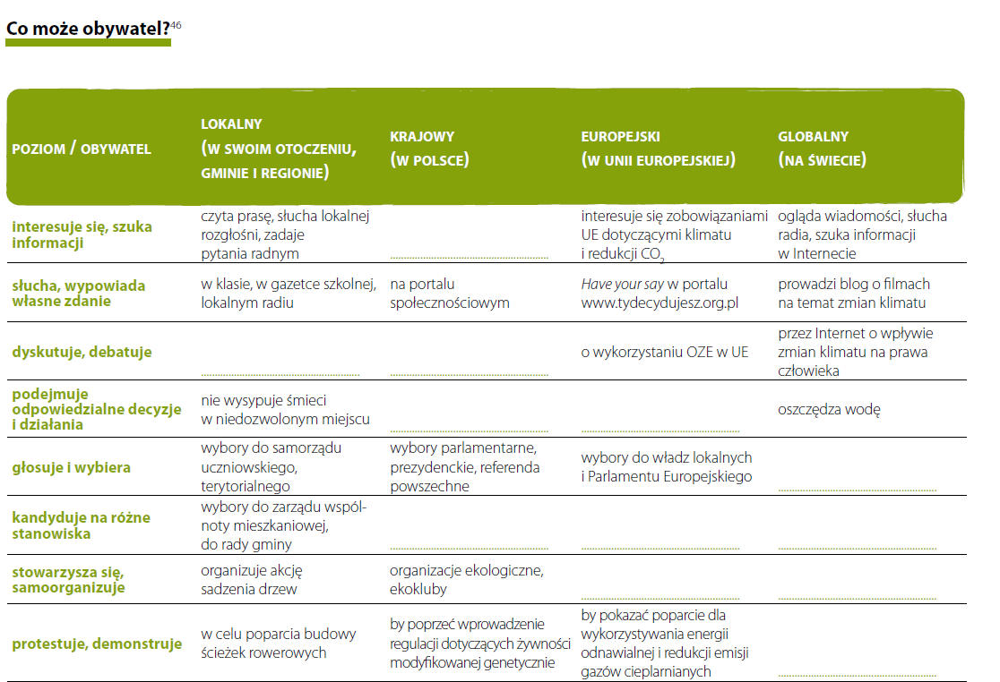 Co może obywatel?46
POZIOM / OBYWATEL
LOKALNY
(W SWOIM OTOCZENIU,
GMINIE I REGIONIE)
KRAJOWY
(W POLSCE)
EUROPEJSKI
(W UNII EUROPEJSKIEJ)
GLOBALNY
(NA ŚWIECIE)
interesuje się, szuka
informacji
czyta prasę, słucha lokalnej
rozgłośni, zadaje
pytania radnym
interesuje się zobowiązaniami
UE dotyczącymi klimatu
i redukcji CO2
ogląda wiadomości, słucha
radia, szuka informacji
w Internecie
słucha, wypowiada
własne zdanie
w klasie, w gazetce szkolnej,
lokalnym radiu
na portalu
społecznościowym
Have your say w portalu
www.tydecydujesz.org.pl
prowadzi blog o filmach
na temat zmian klimatu
dyskutuje, debatuje
o wykorzystaniu OZE w UE
przez Internet o wpływie
zmian klimatu na prawa
człowieka
podejmuje
odpowiedzialne decyzje
i działania
nie wysypuje śmieci
w niedozwolonym miejscu
oszczędza wodę
głosuje i wybiera
wybory do samorządu
uczniowskiego,
terytorialnego
wybory parlamentarne,
prezydenckie, referenda
powszechne
wybory do władz lokalnych
i Parlamentu Europejskiego
kandyduje na różne
stanowiska
wybory do zarządu wspól-
noty mieszkaniowej,
do rady gminy
stowarzysza się,
samoorganizuje
organizuje akcję
sadzenia drzew
organizacje ekologiczne,
ekokluby
protestuje, demonstruje
w celu poparcia budowy
ścieżek rowerowych
by poprzeć wprowadzenie
regulacji dotyczących żywności
modyfikowanej genetycznie
by pokazać poparcie dla
wykorzystywania energii
odnawialnej i redukcji emisji
gazów cieplarnianych